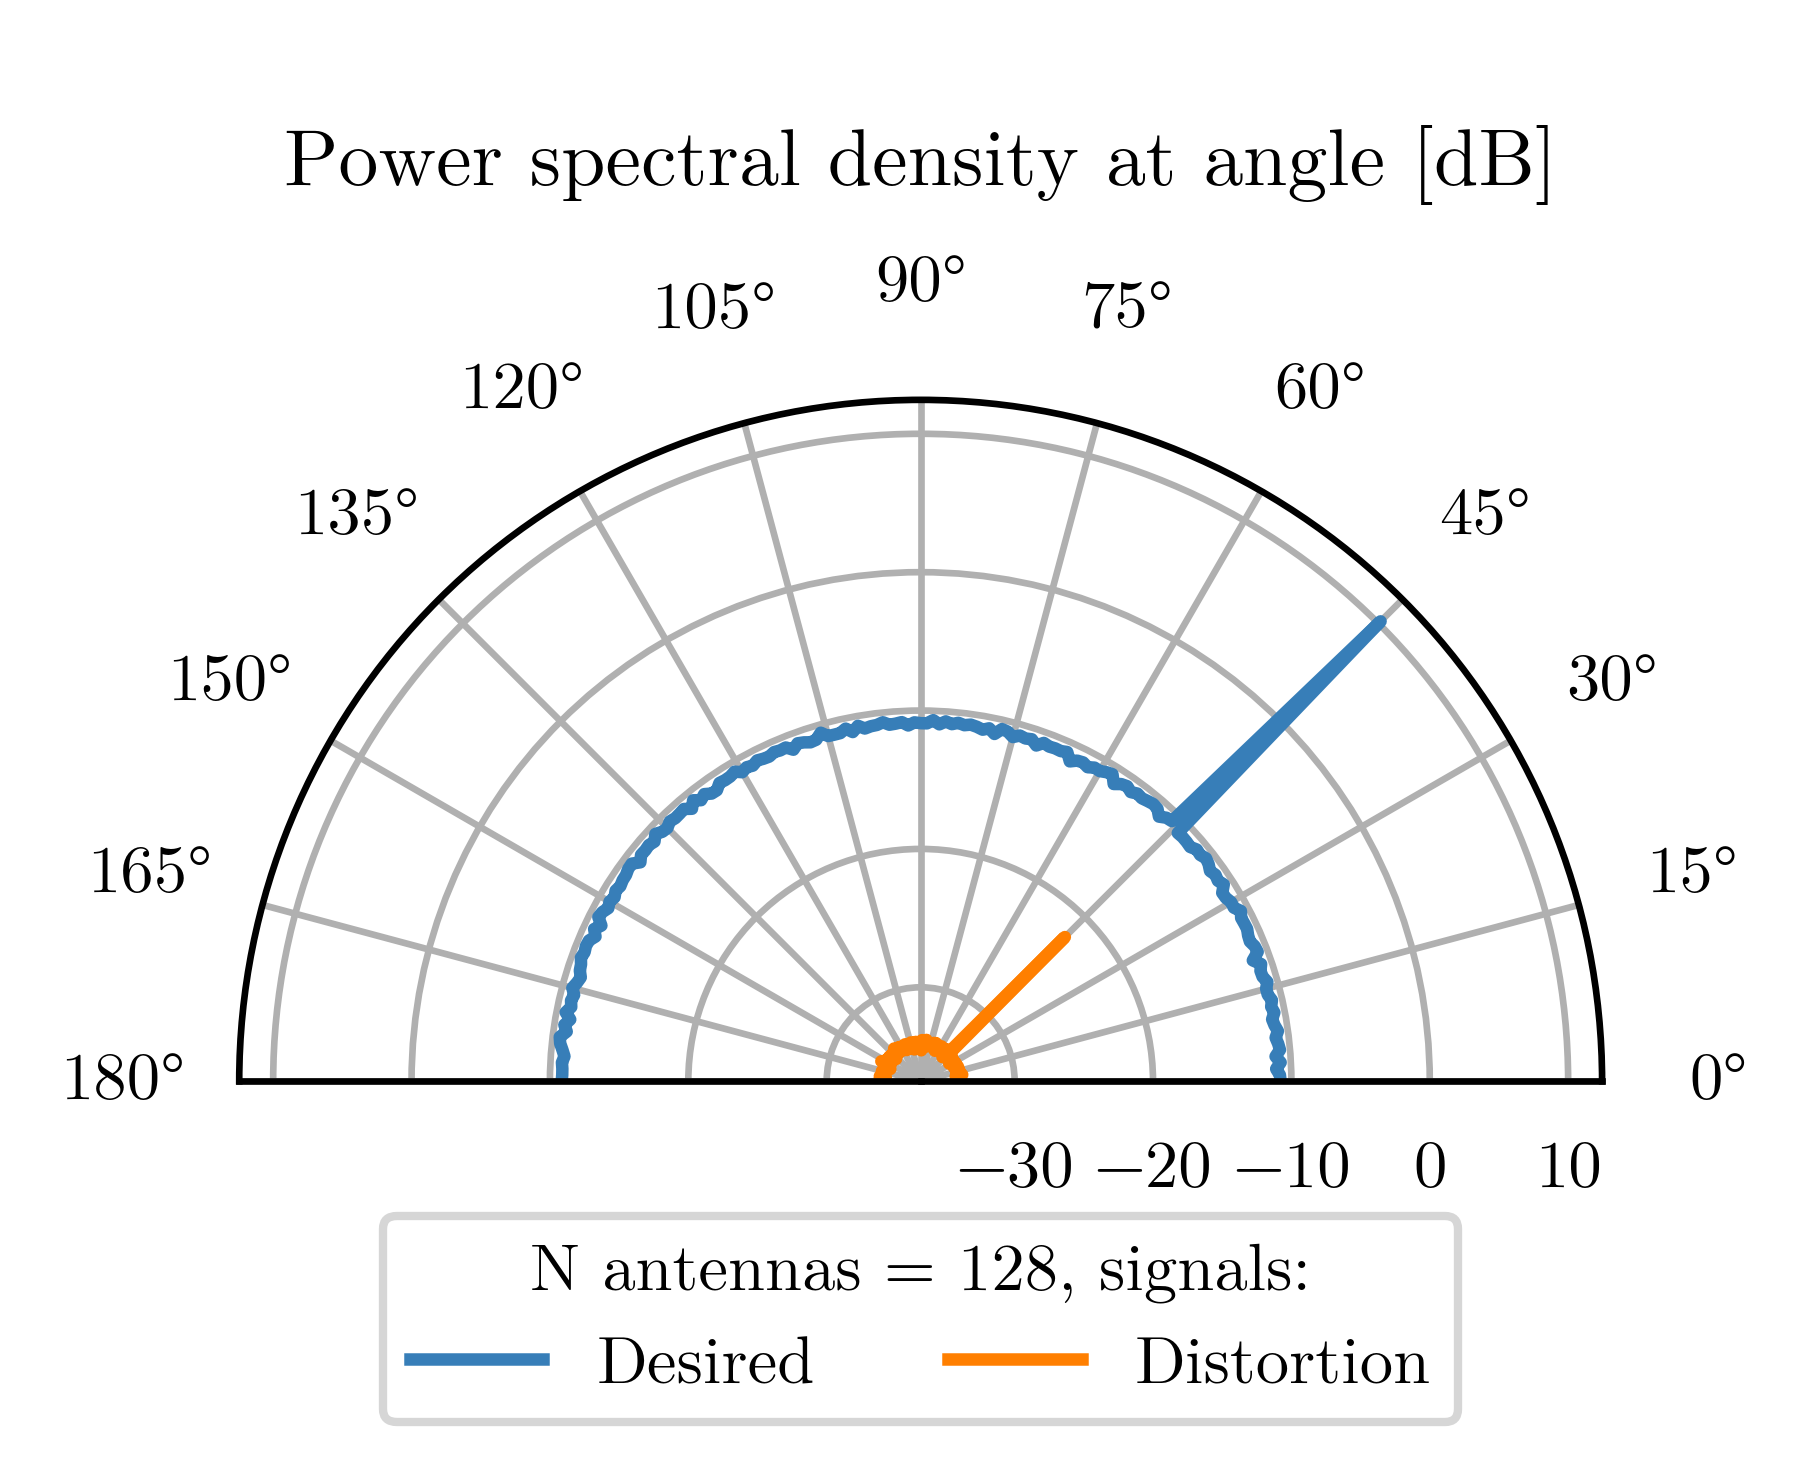 Power spectral density at angle [dB]
90°
105° 75°
120° 60°
135° 45°
150° 30°
165° 15°
180° 0°
−30 −20 −10 0 10
N antennas = 128, signals:
Desired Distortion